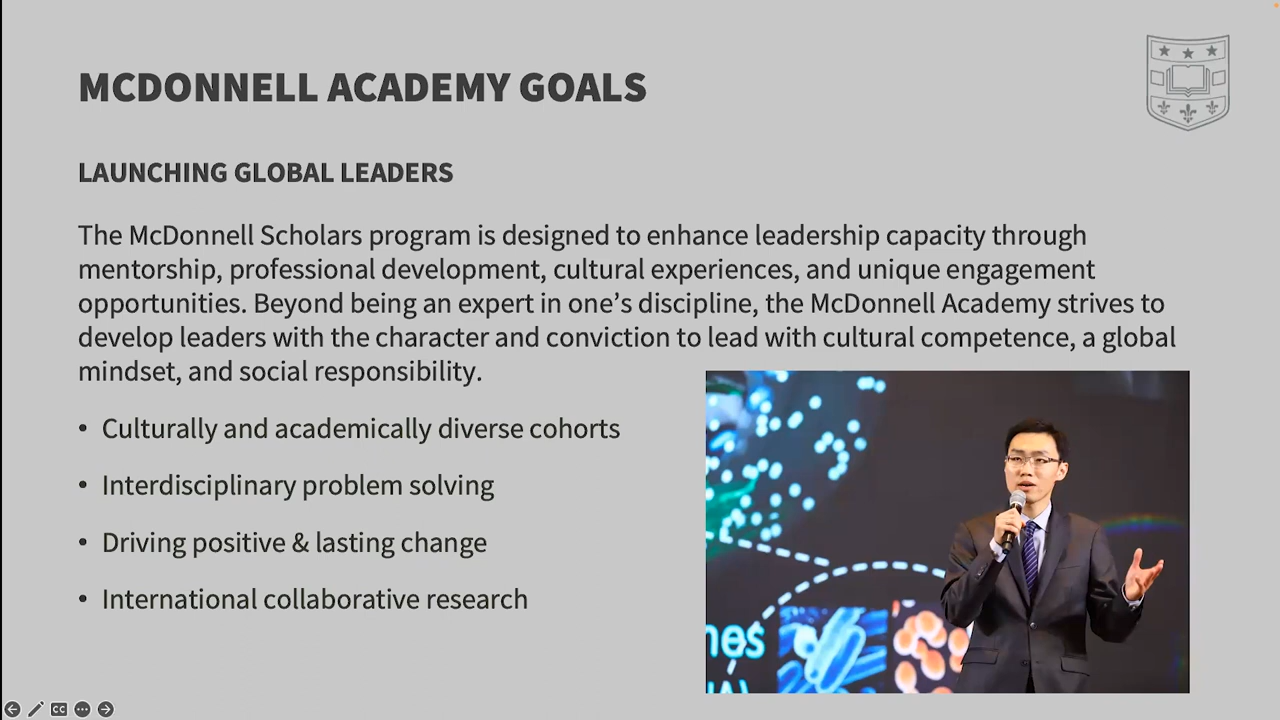 MCDONNELL ACADEMY GOALS
LAUNCHING GLOBAL LEADERS
The McDonnell Scholars program is designed to enhance leadership capacity through
mentorship, professional development, cultural experiences, and unique engagement
opportunities. Beyond being an expert in one’s discipline, the McDonnell Academy strives to
develop leaders with the character and conviction to lead with cultural competence, a global
mindset, and social responsibility.
• Culturally and academically diverse cohorts
• Interdisciplinary problem solving
• Driving positive & lasting change
• International collaborative research
CC